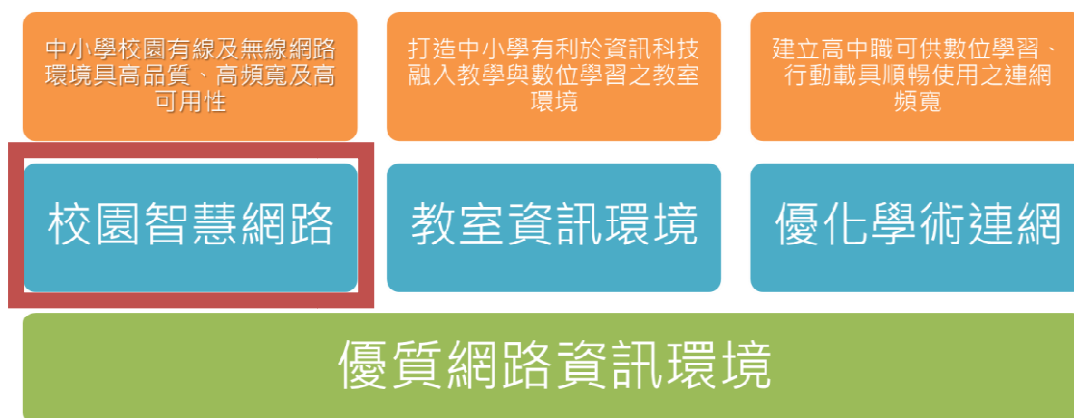 中小學校園有線及無線網路
環境具高品質、高頻寬及高
可用性
打造中小學有利於資訊科技
融入教學與數位學習之教室
環境
建立高中職可供數位學習、
行動載具順暢使用之連網
頻寬
校園智慧網路
教室資訊環境
優化學術連網
優質網路資訊環境